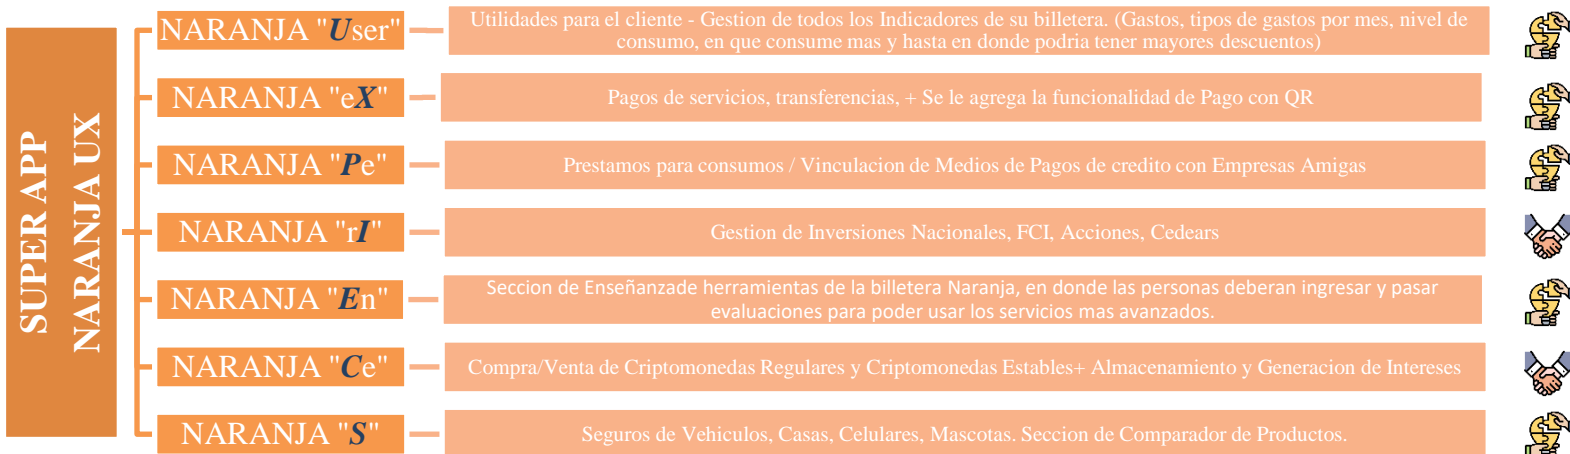 SUPER APP
NARANJA UX
NARANJA "User"
Utilidades para el cliente - Gestion de todos los Indicadores de su billetera. (Gastos, tipos de gastos por mes, nivel de
consumo, en que consume mas y hasta en donde podria tener mayores descuentos)
NARANJA "eX"
Pagos de servicios, transferencias, + Se le agrega la funcionalidad de Pago con QR
NARANJA "Pe"
Prestamos para consumos / Vinculacion de Medios de Pagos de credito con Empresas Amigas
NARANJA "rI"
Gestion de Inversiones Nacionales, FCI, Acciones, Cedears
NARANJA "En"
Seccion de Enseñanzade herramientas de la billetera Naranja, en donde las personas deberan ingresar y pasar
evaluaciones para poder usar los servicios mas avanzados.
NARANJA "Ce"
Compra/Venta de Criptomonedas Regulares y Criptomonedas Estables+ Almacenamiento y Generacion de Intereses
NARANJA "S"
Seguros de Vehiculos, Casas, Celulares, Mascotas. Seccion de Comparador de Productos.